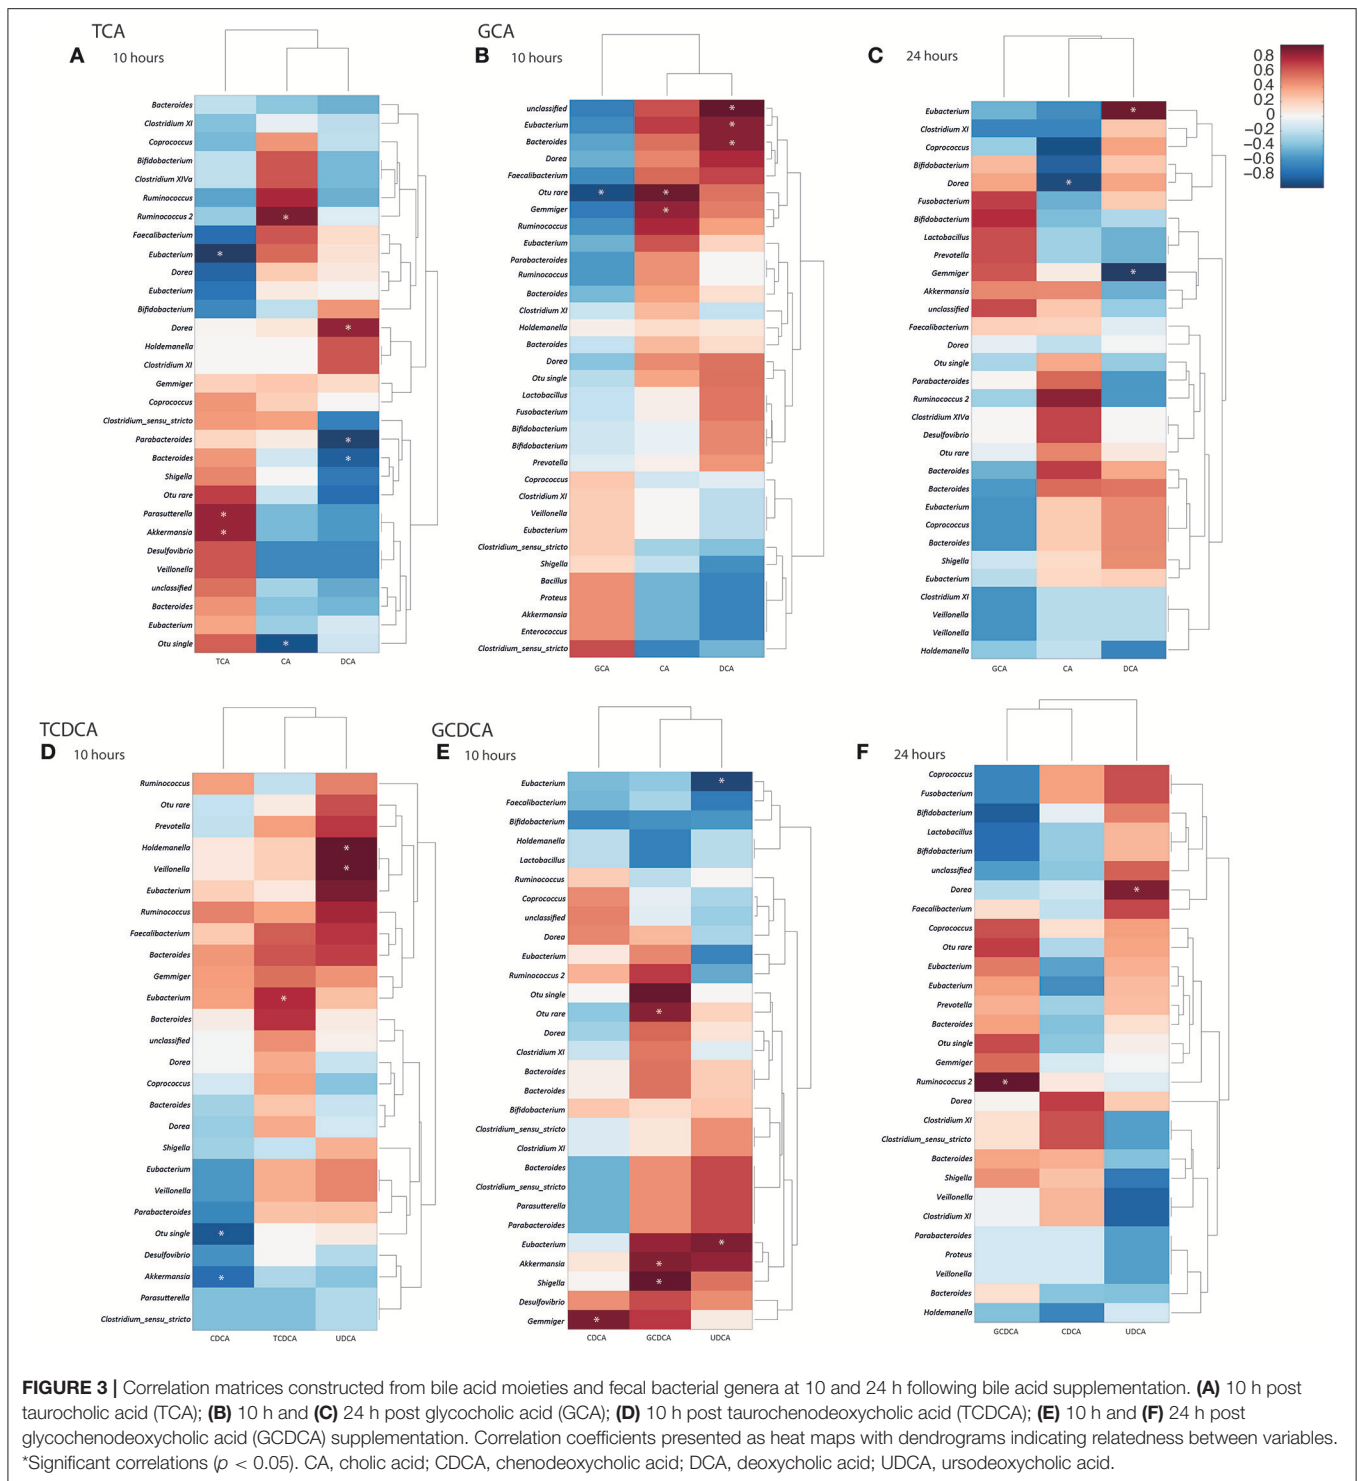 TCA
A 10 hours
Bacteroides
Clostridium XI
Coprococcus
Bifidobacterium
Clostridium XIVa
Ruminococcus
Ruminococcus 2
*
Faecalibacterium
Eubacterium
*
Dorea
Eubacterium
Bifidobacterium
Dorea
*
Holdemanella
Clostridium XI
Gemmiger
Coprococcus
Clostridium_sensu_stricto
Parabacteroides
*
Bacteroides
*
Shigella
Otu rare
Parasutterella
*
Akkermansia
*
Desulfovibrio
Veillonella
unclassified
Bacteroides
Eubacterium
Otu single
*
TCA CA DCA
GCA
B 10 hours
unclassified
*
Eubacterium
*
Bacteroides
*
Dorea
Faecalibacterium
Otu rare
* *
Gemmiger
*
Ruminococcus
Eubacterium
Parabacteroides
Ruminococcus
Bacteroides
Clostridium XI
Holdemanella
Bacteroides
Dorea
Otu single
Lactobacillus
Fusobacterium
Bifidobacterium
Bifidobacterium
Prevotella
Coprococcus
Clostridium XI
Veillonella
Eubacterium
Clostridium_sensu_stricto
Shigella
Bacillus
Proteus
Akkermansia
Enterococcus
Clostridium_sensu_stricto
GCA CA DCA
C 24 hours
Eubacterium
*
Clostridium XI
Coprococcus
Bifidobacterium
Dorea
*
Fusobacterium
Bifidobacterium
Lactobacillus
Prevotella
Gemmiger
*
Akkermansia
unclassified
Faecalibacterium
Dorea
Otu single
Parabacteroides
Ruminococcus 2
Clostridium XIVa
Desulfovibrio
Otu rare
Bacteroides
Bacteroides
Eubacterium
Coprococcus
Bacteroides
Shigella
Eubacterium
Clostridium XI
Veillonella
Veillonella
Holdemanella
GCA CA DCA
0.8
0.6
0.4
0.2
0
−0.2
−0.4
−0.6
−0.8
TCDCA
D 10 hours
Ruminococcus
Otu rare
Prevotella
Holdemanella
*
Veillonella
*
Eubacterium
Ruminococcus
Faecalibacterium
Bacteroides
Gemmiger
Eubacterium
*
Bacteroides
unclassified
Dorea
Coprococcus
Bacteroides
Dorea
Shigella
Eubacterium
Veillonella
Parabacteroides
Otu single
*
Desulfovibrio
Akkermansia
*
Parasutterella
Clostridium_sensu_stricto
CDCA TCDCA UDCA
GCDCA
E 10 hours
Eubacterium
*
Faecalibacterium
Bifidobacterium
Holdemanella
Lactobacillus
Ruminococcus
Coprococcus
unclassified
Dorea
Eubacterium
Ruminococcus 2
Otu single
Otu rare
*
Dorea
Clostridium XI
Bacteroides
Bacteroides
Bifidobacterium
Clostridium_sensu_stricto
Clostridium XI
Bacteroides
Clostridium_sensu_stricto
Parasutterella
Parabacteroides
Eubacterium
*
Akkermansia
*
Shigella
*
Desulfovibrio
Gemmiger
*
CDCA GCDCA UDCA
F 24 hours
Coprococcus
Fusobacterium
Bifidobacterium
Lactobacillus
Bifidobacterium
unclassified
Dorea
*
Faecalibacterium
Coprococcus
Otu rare
Eubacterium
Eubacterium
Prevotella
Bacteroides
Otu single
Gemmiger
Ruminococcus 2
*
Dorea
Clostridium XI
Clostridium_sensu_stricto
Bacteroides
Shigella
Veillonella
Clostridium XI
Parabacteroides
Proteus
Veillonella
Bacteroides
Holdemanella
GCDCA CDCA UDCA
FIGURE 3 | Correlation matrices constructed from bile acid moieties and fecal bacterial genera at 10 and 24 h following bile acid supplementation. (A) 10 h post
taurocholic acid (TCA); (B) 10 h and (C) 24 h post glycocholic acid (GCA); (D) 10 h post taurochenodeoxycholic acid (TCDCA); (E) 10 h and (F) 24 h post
glycochenodeoxycholic acid (GCDCA) supplementation. Correlation coefficients presented as heat maps with dendrograms indicating relatedness between variables.
*Significant correlations (p < 0.05). CA, cholic acid; CDCA, chenodeoxycholic acid; DCA, deoxycholic acid; UDCA, ursodeoxycholic acid.